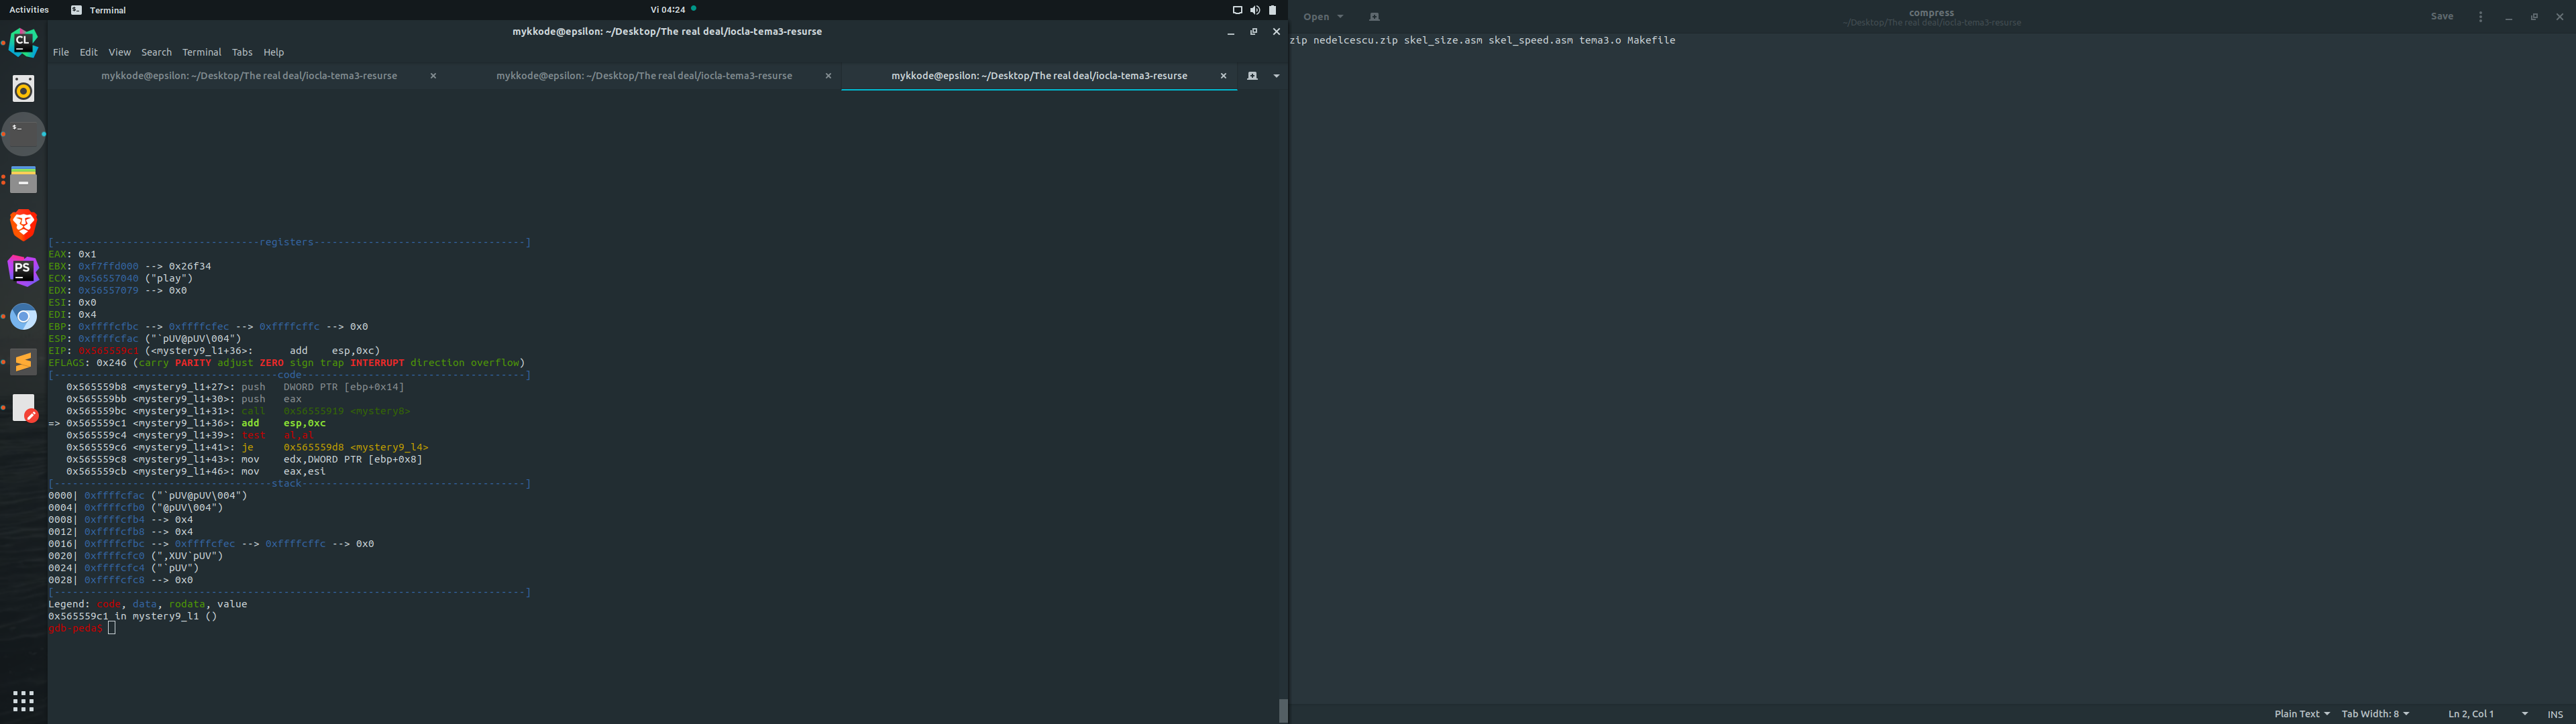 Activities Terminal Vi 04:24
mykkode@epsilon: ~/Desktop/The real deal/iocla-tema3-resurse
File Edit View Search Terminal Tabs Help
mykkode@epsilon: ~/Desktop/The real deal/iocla-tema3-resurse mykkode@epsilon: ~/Desktop/The real deal/iocla-tema3-resurse mykkode@epsilon: ~/Desktop/The real deal/iocla-tema3-resurse
[----------------------------------registers-----------------------------------]
EAX: 0x1
EBX: 0xf7ffd000 --> 0x26f34
ECX: 0x56557040 ("play")
EDX: 0x56557079 --> 0x0
ESI: 0x0
EDI: 0x4
EBP: 0xffffcfbc --> 0xffffcfec --> 0xffffcffc --> 0x0
ESP: 0xffffcfac ("`pUV@pUV\004")
EIP: 0x565559c1 (<mystery9_l1+36>: add esp,0xc)
EFLAGS: 0x246 (carry PARITY adjust ZERO sign trap INTERRUPT direction overflow)
[-------------------------------------code-------------------------------------]
0x565559b8 <mystery9_l1+27>: push DWORD PTR [ebp+0x14]
0x565559bb <mystery9_l1+30>: push eax
0x565559bc <mystery9_l1+31>: call 0x56555919 <mystery8>
=> 0x565559c1 <mystery9_l1+36>: add esp,0xc
0x565559c4 <mystery9_l1+39>: test al,al
0x565559c6 <mystery9_l1+41>: je 0x565559d8 <mystery9_l4>
0x565559c8 <mystery9_l1+43>: mov edx,DWORD PTR [ebp+0x8]
0x565559cb <mystery9_l1+46>: mov eax,esi
[------------------------------------stack-------------------------------------]
0000| 0xffffcfac ("`pUV@pUV\004")
0004| 0xffffcfb0 ("@pUV\004")
0008| 0xffffcfb4 --> 0x4
0012| 0xffffcfb8 --> 0x4
0016| 0xffffcfbc --> 0xffffcfec --> 0xffffcffc --> 0x0
0020| 0xffffcfc0 (",XUV`pUV")
0024| 0xffffcfc4 ("`pUV")
0028| 0xffffcfc8 --> 0x0
[------------------------------------------------------------------------------]
Legend: code, data, rodata, value
0x565559c1 in mystery9_l1 ()
gdb-peda$
Open compress Save
~/Desktop/The real deal/iocla-tema3-resurse
zip nedelcescu.zip skel_size.asm skel_speed.asm tema3.o Makefile
Plain Text Tab Width: 8 Ln 2, Col 1 INS
CL
PS